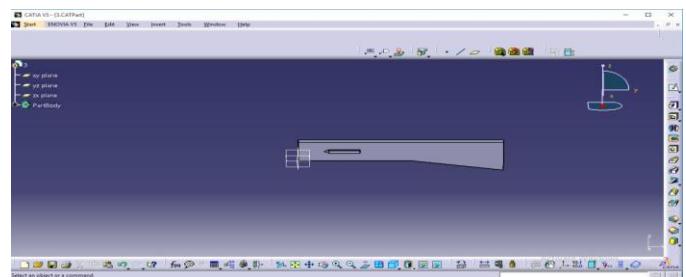 CATIA V5 - [3.CATPart]
Start ENOVIA V5 File Edit View Insert Tools Window Help
3
xy plane
yz plane
zx plane
PartBody
z
y
x
Select an object or a command